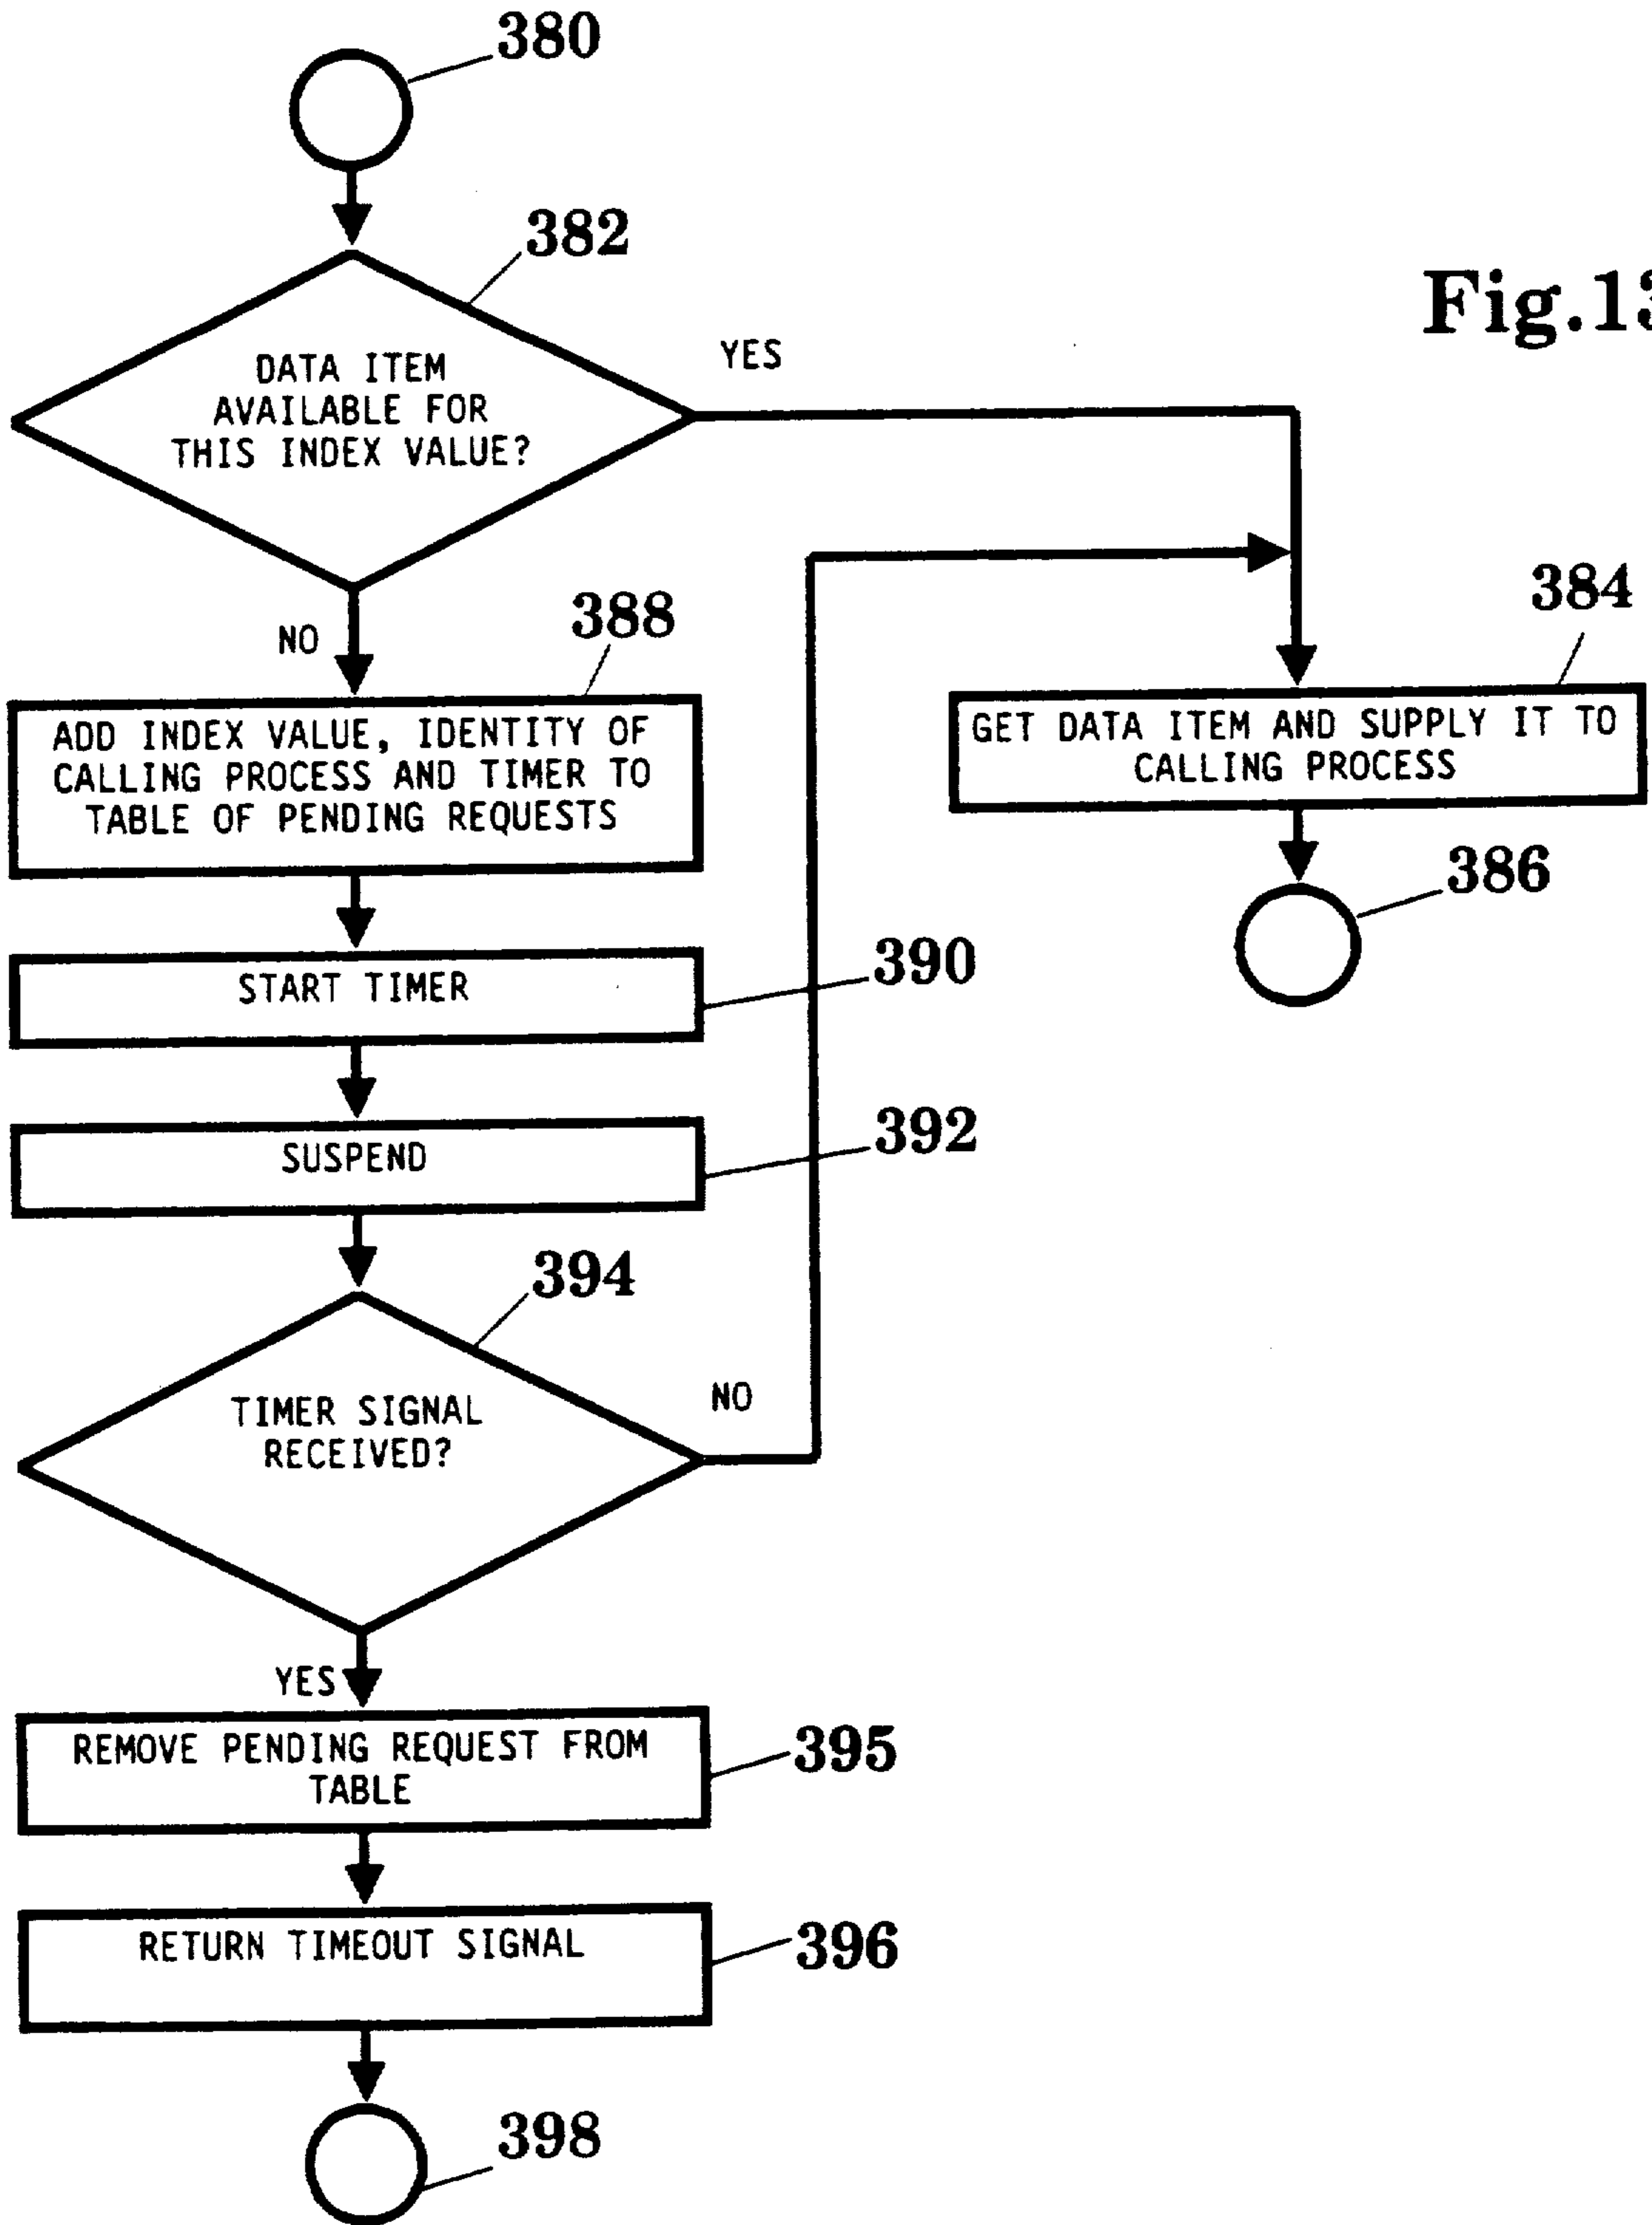 380
382
Fig.13
DATA ITEM
AVAILABLE FOR
THIS INDEX VALUE?
YES
NO
388
384
ADD INDEX VALUE, IDENTITY OF
CALLING PROCESS AND TIMER TO
TABLE OF PENDING REQUESTS
GET DATA ITEM AND SUPPLY IT TO
CALLING PROCESS
386
START TIMER
390
SUSPEND
392
394
TIMER SIGNAL
RECEIVED?
NO
YES
REMOVE PENDING REQUEST FROM
TABLE
395
RETURN TIMEOUT SIGNAL
396
398